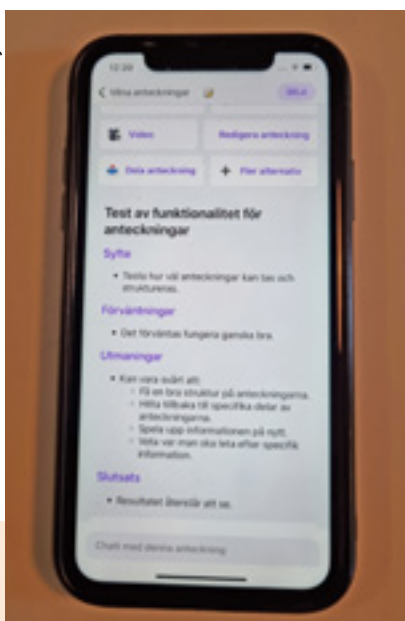 12:20
Mina anteckningar
DELA
Video
Redigera anteckning
Dela anteckning
Fler alternativ
Test av funktionalitet för
anteckningar
Syfte
Testa hur väl anteckningar kan tas och
struktureras.
Förväntningar
Det förväntas fungera ganska bra.
Utmaningar
Kan vara svårt att:
Få en bra struktur på anteckningarna.
Hitta tillbaka till specifika delar av
anteckningarna.
Spela upp informationen på nytt.
Veta var man ska leta efter specifik
information.
Slutsats
Resultatet återstår att se.
Chatt med denna anteckning